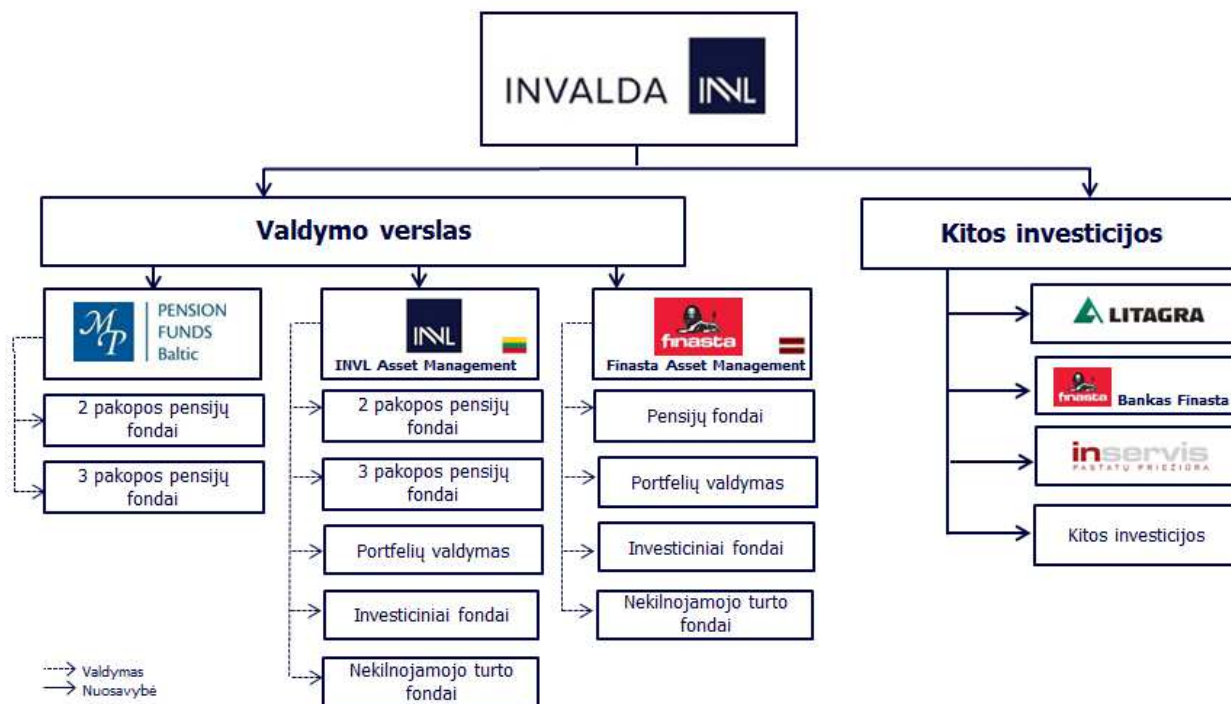 INVALDA INVL
Valdymo verslas
Kitos investicijos
MP PENSION
FUNDS
Baltic
2 pakopos pensijų
fondai
3 pakopos pensijų
fondai
INVL
INVL Asset Management
2 pakopos pensijų
fondai
3 pakopos pensijų
fondai
Portfelių valdymas
Investiciniai fondai
Nekilnojamojo turto
fondai
finasta
Finasta Asset Management
Pensijų fondai
Portfelių valdymas
Investiciniai fondai
Nekilnojamojo turto
fondai
LITAGRA
finasta Bankas Finasta
inservis
PASTATŲ PRIEŽIŪRA
Kitos investicijos
Valdymas
Nuosavybė